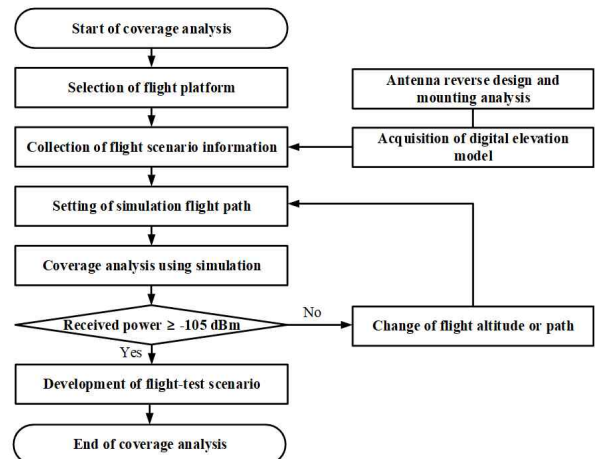 Start of coverage analysis
Selection of flight platform
Antenna reverse design and
mounting analysis
Collection of flight scenario information
Acquisition of digital elevation
model
Setting of simulation flight path
Coverage analysis using simulation
Received power ≥ -105 dBm
No
Change of flight altitude or path
Yes
Development of flight-test scenario
End of coverage analysis